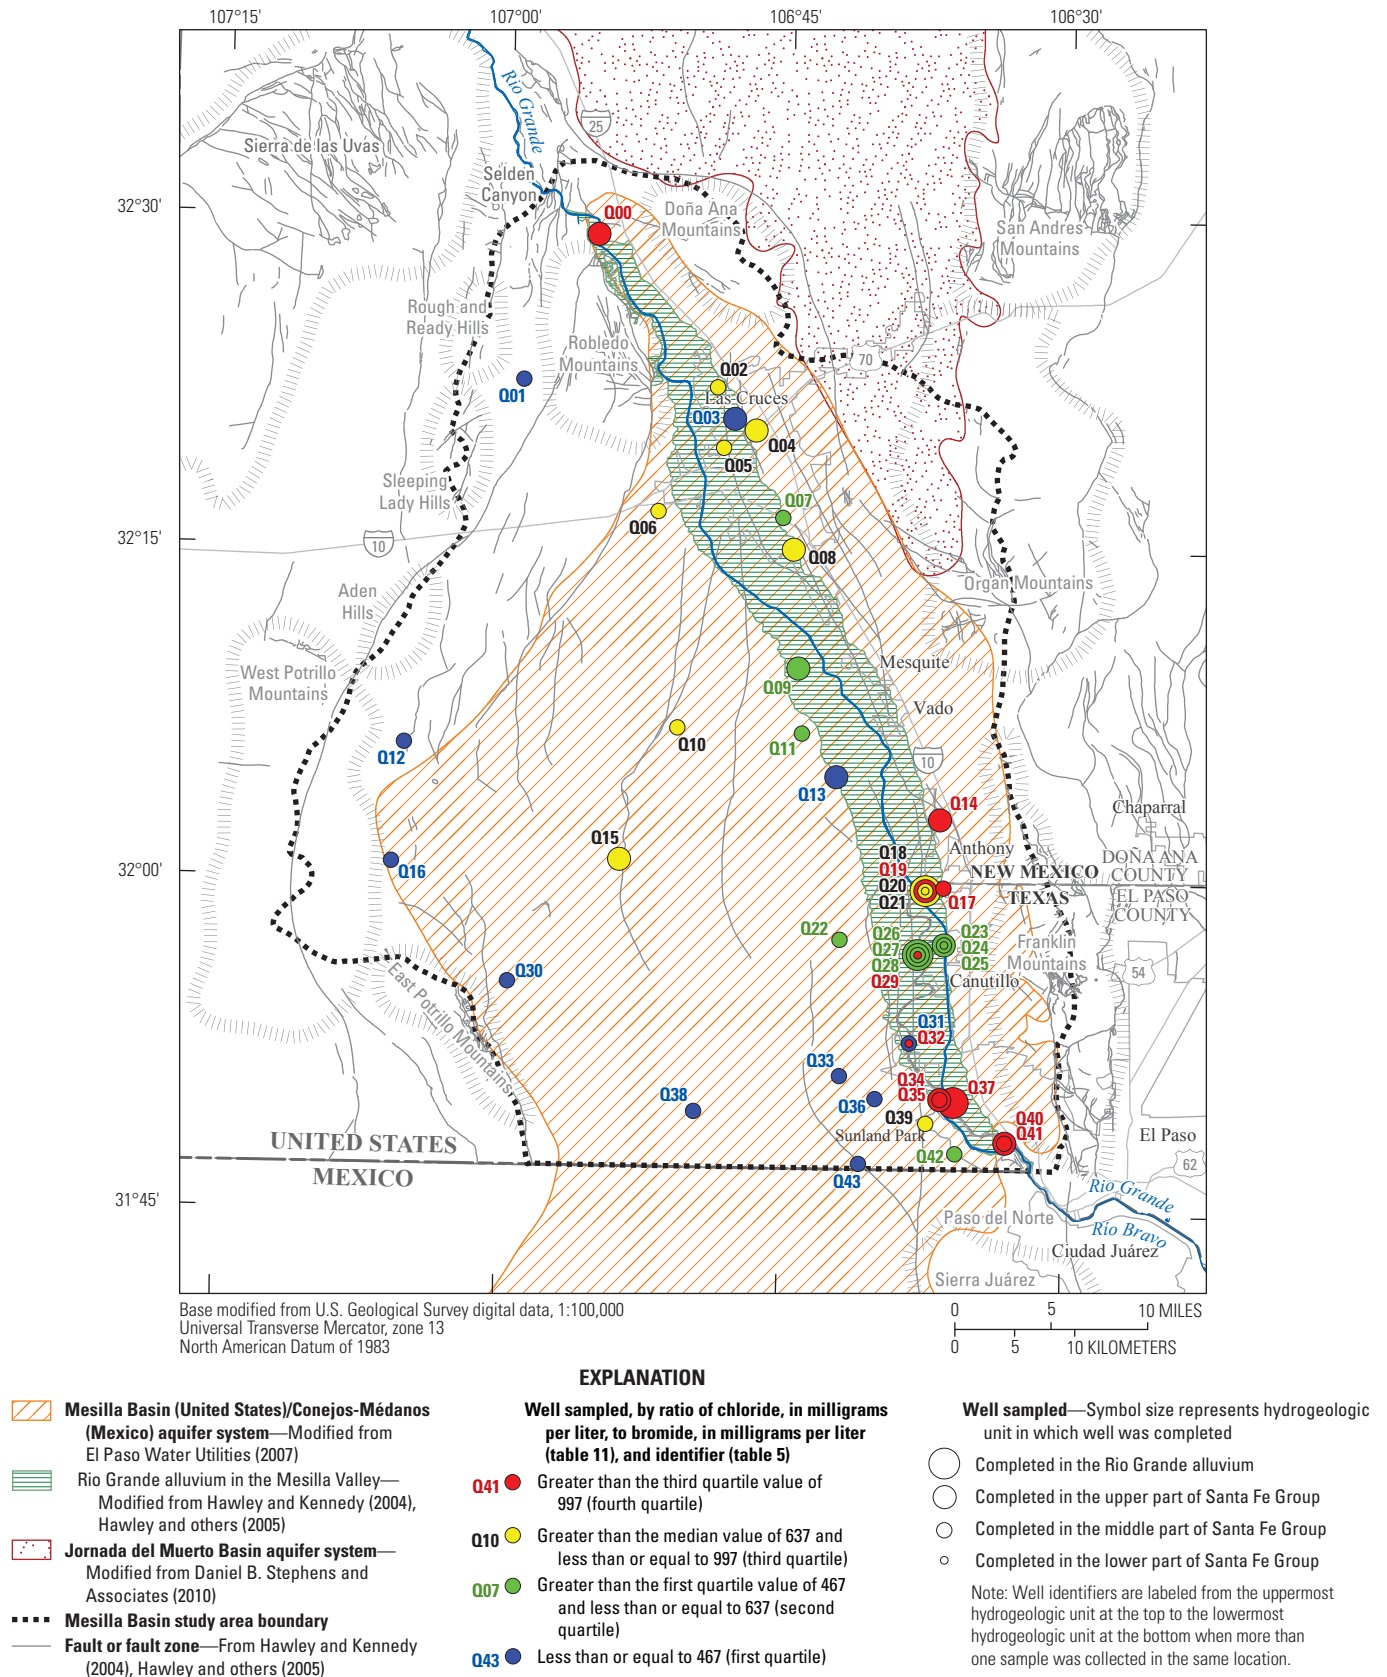 107°15'
107°00'
106°45'
106°30'
Rio Grande
25
Sierra de las Uvas
Selden
Canyon
32°30'
Q00
Doña Ana
Mountains
San Andres
Mountains
Rough and
Ready Hills
Robledo
Mountains
70
Q01
Q02
Las Cruces
Q03
Q04
Q05
Sleeping
Lady Hills
Q07
Q06
32°15'
10
Q08
Aden
Hills
Organ Mountains
West Potrillo
Mountains
Mesquite
Q09
Vado
Q10
Q11
Q12
10
Q13
Q14
Chaparral
Q15
Q18
Anthony
Q19
32°00'
Q16
Q20
NEW MEXICO
DOÑA ANA
COUNTY
Q21
Q17
TEXAS
EL PASO
COUNTY
Q22
Q26
Q23
Q27
Q24
Franklin
Mountains
Q28
Q25
Q30
Q29
Canutillo
54
East Potrillo Mountains
Q31
Q32
Q33
Q34
Q37
Q38
Q36
Q35
Q39
Q40
Sunland Park
Q41
El Paso
UNITED STATES
MEXICO
Q42
Q43
62
31°45'
Rio Grande
Paso del Norte
Río Bravo
Ciudad Juárez
Sierra Juárez
Base modified from U.S. Geological Survey digital data, 1:100,000
Universal Transverse Mercator, zone 13
North American Datum of 1983
0 5 10 MILES
0 5 10 KILOMETERS
EXPLANATION
Mesilla Basin (United States)/Conejos-Médanos
(Mexico) aquifer system—Modified from
El Paso Water Utilities (2007)
Rio Grande alluvium in the Mesilla Valley—
Modified from Hawley and Kennedy (2004),
Hawley and others (2005)
Jornada del Muerto Basin aquifer system—
Modified from Daniel B. Stephens and
Associates (2010)
Mesilla Basin study area boundary
Fault or fault zone—From Hawley and Kennedy
(2004), Hawley and others (2005)
Well sampled, by ratio of chloride, in milligrams
per liter, to bromide, in milligrams per liter
(table 11), and identifier (table 5)
Q41 Greater than the third quartile value of
997 (fourth quartile)
Q10 Greater than the median value of 637 and
less than or equal to 997 (third quartile)
Q07 Greater than the first quartile value of 467
and less than or equal to 637 (second
quartile)
Q43 Less than or equal to 467 (first quartile)
Well sampled—Symbol size represents hydrogeologic
unit in which well was completed
Completed in the Rio Grande alluvium
Completed in the upper part of Santa Fe Group
Completed in the middle part of Santa Fe Group
Completed in the lower part of Santa Fe Group
Note: Well identifiers are labeled from the uppermost
hydrogeologic unit at the top to the lowermost
hydrogeologic unit at the bottom when more than
one sample was collected in the same location.